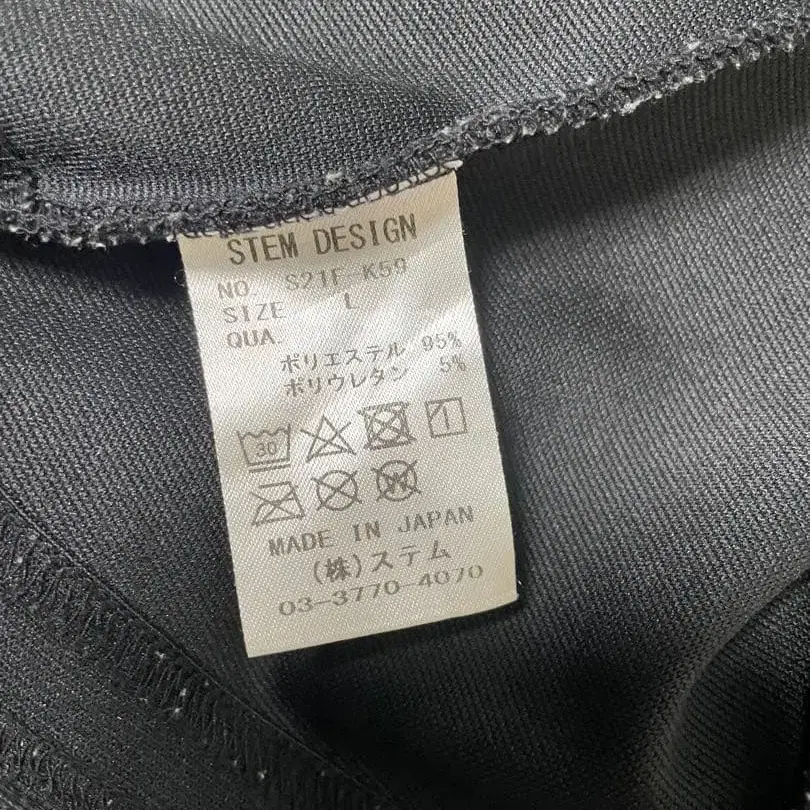 STEM DESIGN
NO. S21F-K59
SIZE L
QUA.
ポリエステル 95%
ポリウレタン 5%
30
W
MADE IN JAPAN
(株)ステム
03-3770-4070